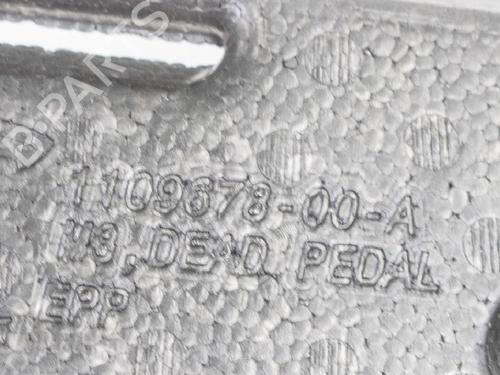 B PARTS
1109678-00-A
M3, DEAD PEDAL
EPP